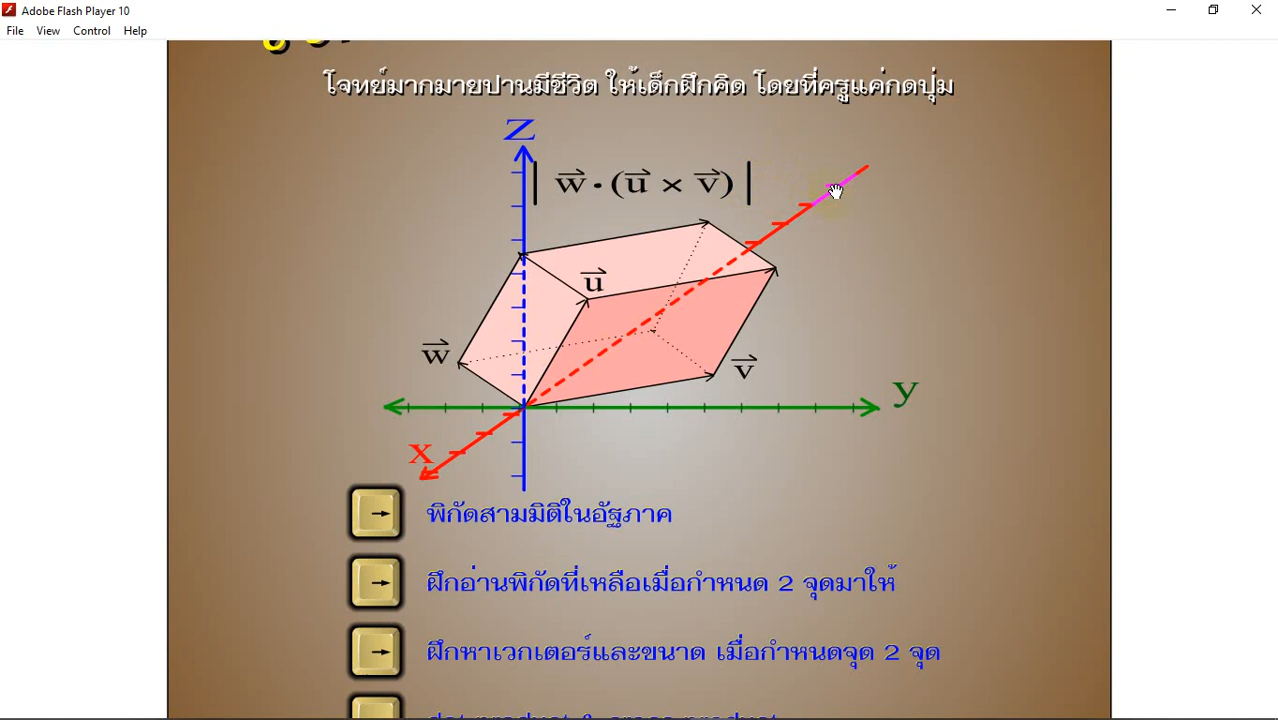 Adobe Flash Player 10
File View Control Help
โจทย์มากมายปานมีชีวิต ให้เด็กฝึกคิด โดยที่ครูแค่กดปุ่ม
Z
| w⃗ · (u⃗ × v⃗) |
u⃗
w⃗
v⃗
y
x
พิกัดสามมิติในอัฐภาค
ฝึกอ่านพิกัดที่เหลือเมื่อกำหนด 2 จุดมาให้
ฝึกหาเวกเตอร์และขนาด เมื่อกำหนดจุด 2 จุด
dot product & cross product